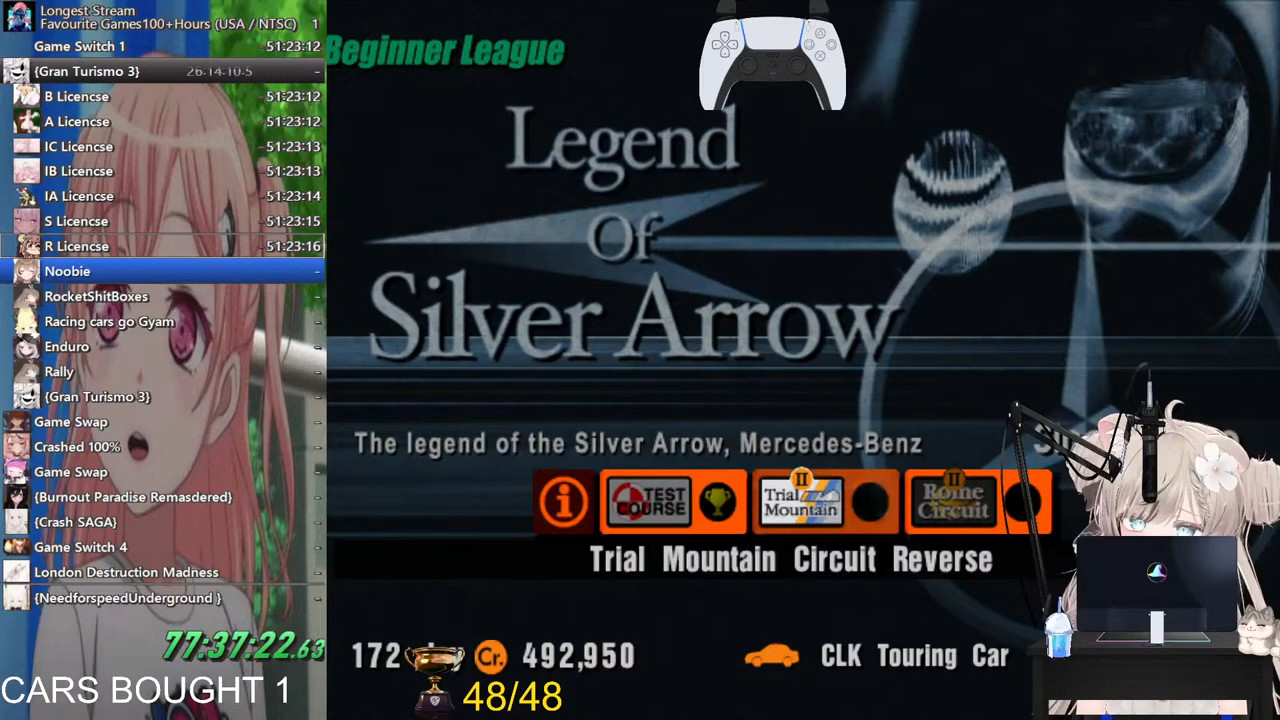 Longest Stream
Favourite Games100+Hours (USA / NTSC) 1
Game Switch 1 -51:23:12
{Gran Turismo 3} 26:14:10.5 -
B Licencse -51:23:12
A Licencse -51:23:12
IC Licencse -51:23:13
IB Licencse -51:23:13
IA Licencse -51:23:14
S Licencse -51:23:15
R Licencse -51:23:16
Noobie -
RocketShitBoxes -
Racing cars go Gyam -
Enduro -
Rally -
{Gran Turismo 3} -
Game Swap -
Crashed 100% -
Game Swap -
{Burnout Paradise Remasdered} -
{Crash SAGA} -
Game Switch 4 -
London Destruction Madness -
{NeedforspeedUnderground } -
77:37:22.63
CARS BOUGHT 1
Beginner League
Legend
Of
Silver Arrow
The legend of the Silver Arrow, Mercedes-Benz
TEST COURSE
II Trial Mountain
II Rome Circuit
Trial Mountain Circuit Reverse
172 Cr. 492,950 CLK Touring Car
48/48